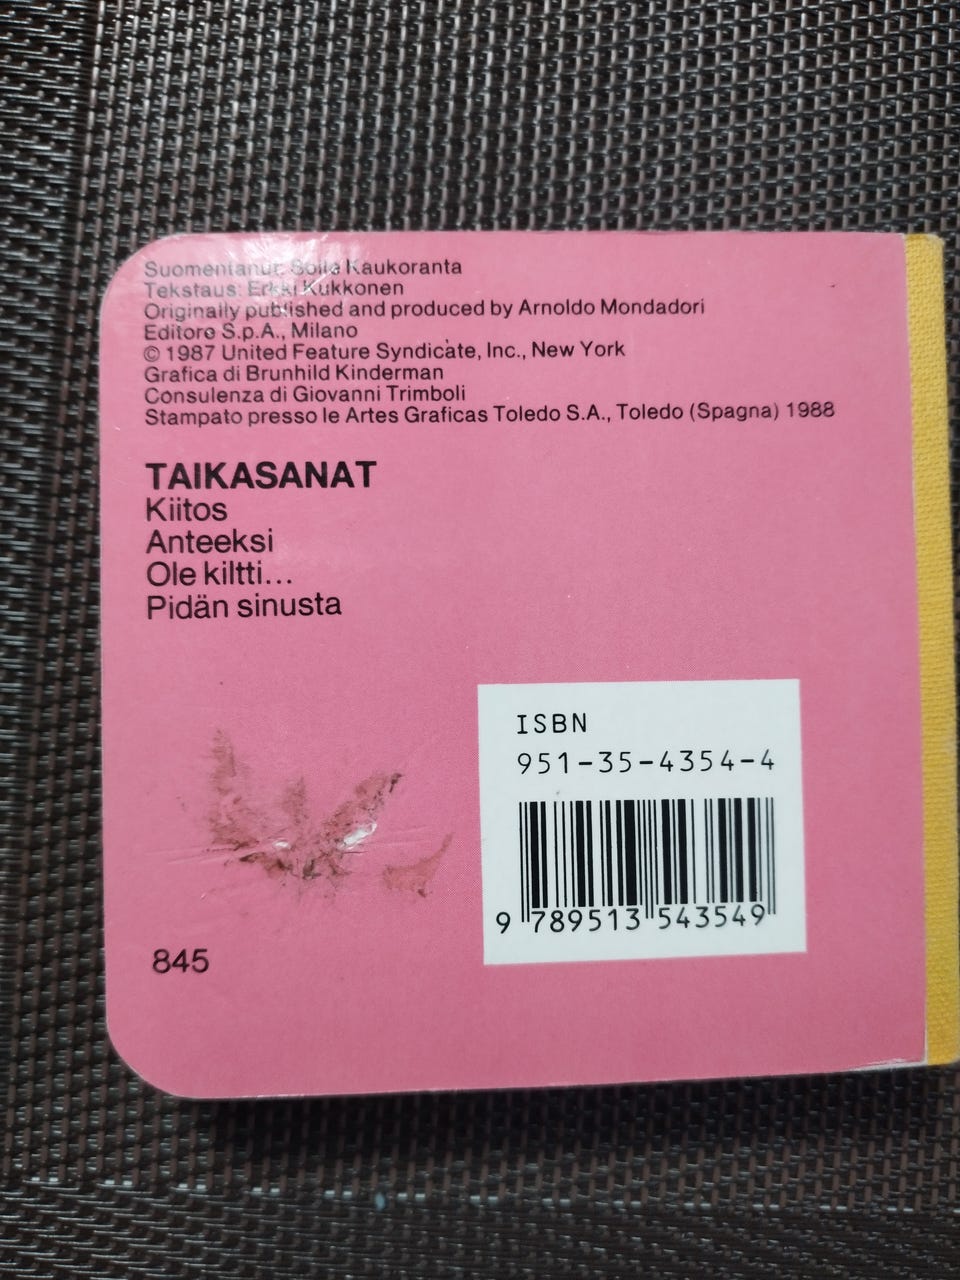 Suomentanut: Soile Kaukoranta
Tekstaus: Erkki Kukkonen
Originally published and produced by Arnoldo Mondadori
Editore S.p.A., Milano
© 1987 United Feature Syndicate, Inc., New York
Grafica di Brunhild Kinderman
Consulenza di Giovanni Trimboli
Stampato presso le Artes Graficas Toledo S.A., Toledo (Spagna) 1988
TAIKASANAT
Kiitos
Anteeksi
Ole kiltti...
Pidän sinusta
ISBN
951-35-4354-4
9 789513 543549
845